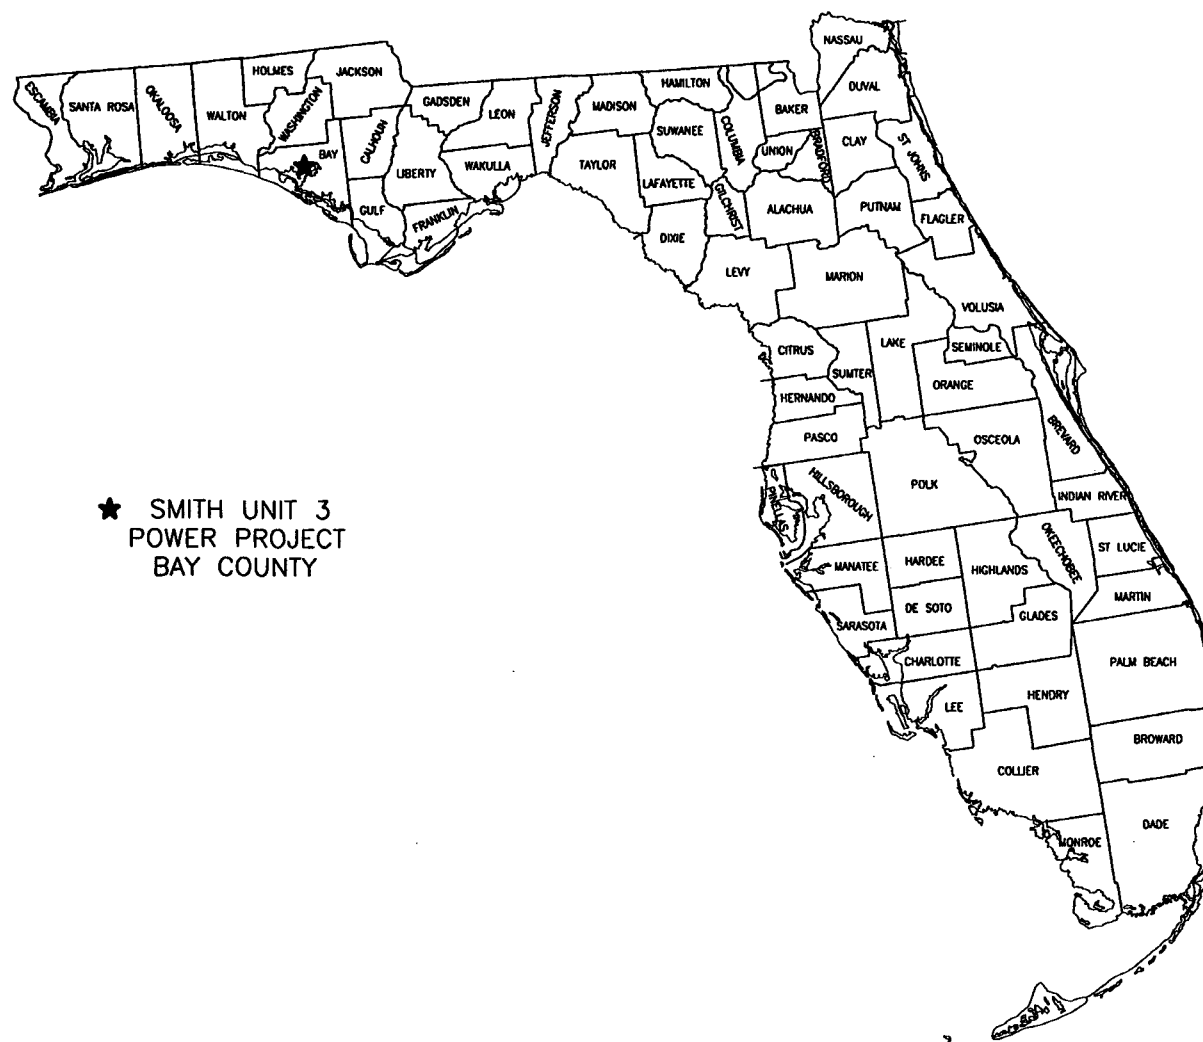 NASSAU
HOLMES
JACKSON
ESCAMBIA
SANTA ROSA
OKALOOSA
WALTON
WASHINGTON
GADSDEN
LEON
JEFFERSON
MADISON
HAMILTON
BAKER
DUVAL
BAY
CALHOUN
LIBERTY
WAKULLA
TAYLOR
SUWANEE
COLUMBIA
UNION
BRADFORD
CLAY
ST JOHNS
GULF
FRANKLIN
LAFAYETTE
GILCHRIST
ALACHUA
PUTNAM
FLAGLER
DIXIE
LEVY
MARION
VOLUSIA
CITRUS
SUMTER
LAKE
SEMINOLE
HERNANDO
ORANGE
PASCO
OSCEOLA
BREVARD
PINELLAS
HILLSBOROUGH
POLK
INDIAN RIVER
★ SMITH UNIT 3
POWER PROJECT
BAY COUNTY
MANATEE
HARDEE
HIGHLANDS
OKEECHOBEE
ST LUCIE
SARASOTA
DE SOTO
GLADES
MARTIN
CHARLOTTE
PALM BEACH
LEE
HENDRY
BROWARD
COLLIER
MONROE
DADE